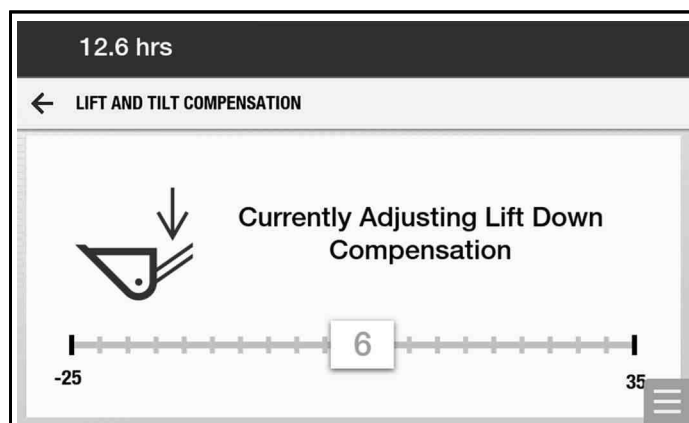 12.6 hrs
LIFT AND TILT COMPENSATION
Currently Adjusting Lift Down
Compensation
6
-25
35